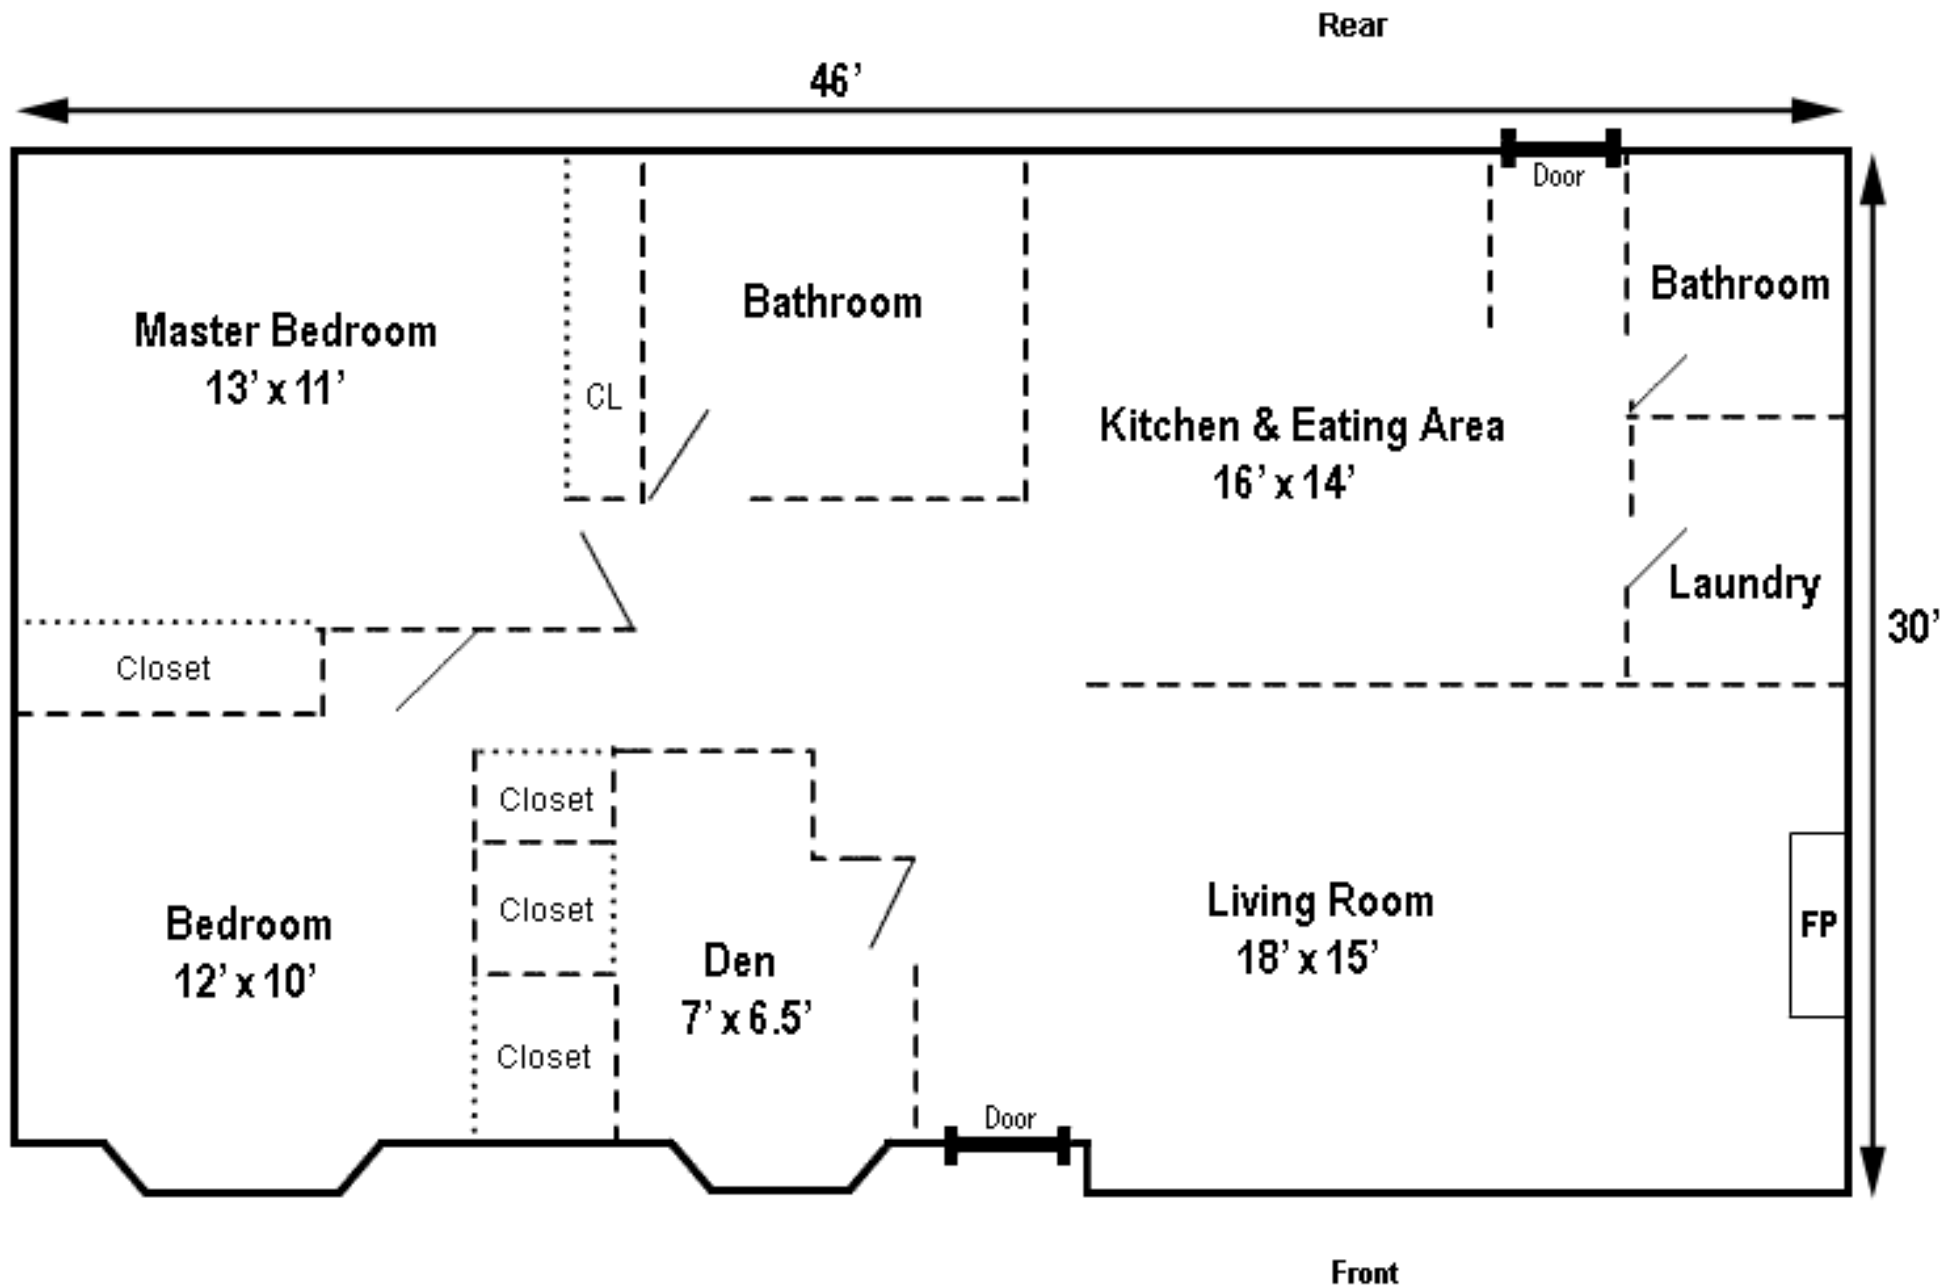 Rear
46’
Door
Master Bedroom
13’ x 11’
CL
Bathroom
Kitchen & Eating Area
16’ x 14’
Bathroom
Laundry
30’
Closet
Closet
Closet
Closet
Bedroom
12’ x 10’
Den
7’ x 6.5’
Living Room
18’ x 15’
FP
Door
Front